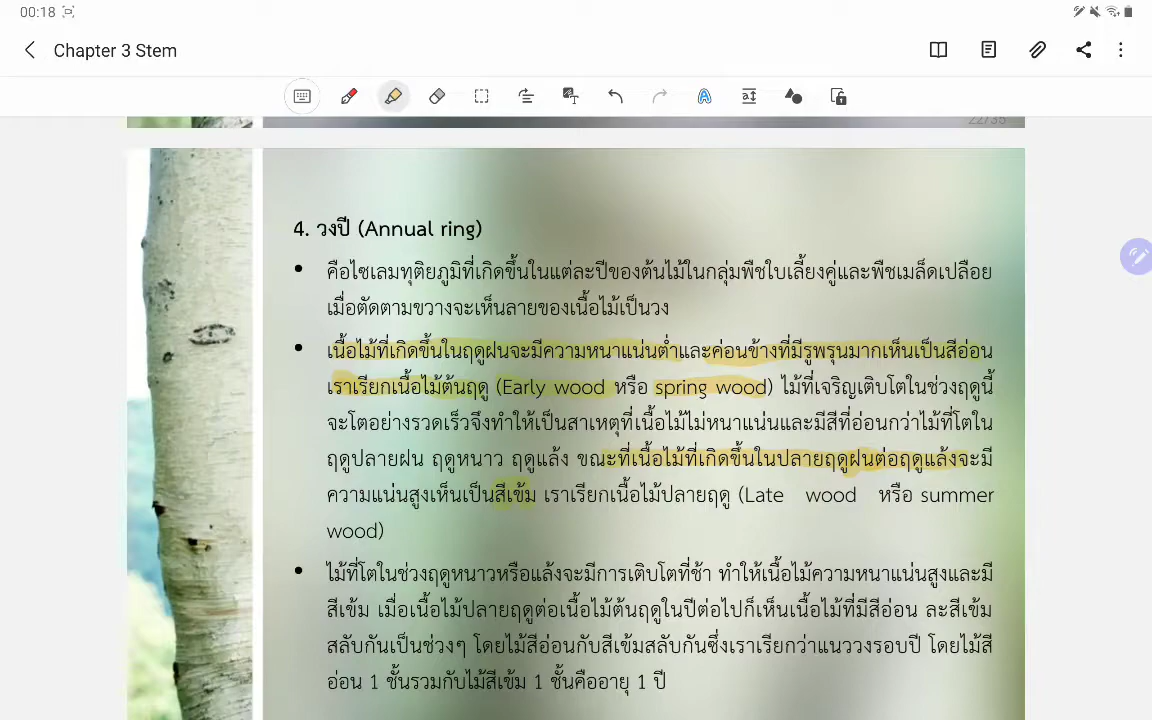 00:18
Chapter 3 Stem
22/35
4. วงปี (Annual ring)
• คือไซเลมทุติยภูมิที่เกิดขึ้นในแต่ละปีของต้นไม้ในกลุ่มพืชใบเลี้ยงคู่และพืชเมล็ดเปลือย
เมื่อตัดตามขวางจะเห็นลายของเนื้อไม้เป็นวง
• เนื้อไม้ที่เกิดขึ้นในฤดูฝนจะมีความหนาแน่นต่ำและค่อนข้างที่มีรูพรุนมากเห็นเป็นสีอ่อน
เราเรียกเนื้อไม้ต้นฤดู (Early wood หรือ spring wood) ไม้ที่เจริญเติบโตในช่วงฤดูนี้
จะโตอย่างรวดเร็วจึงทำให้เป็นสาเหตุที่เนื้อไม้ไม่หนาแน่นและมีสีที่อ่อนกว่าไม้ที่โตใน
ฤดูปลายฝน ฤดูหนาว ฤดูแล้ง ขณะที่เนื้อไม้ที่เกิดขึ้นในปลายฤดูฝนต่อฤดูแล้งจะมี
ความแน่นสูงเห็นเป็นสีเข้ม เราเรียกเนื้อไม้ปลายฤดู (Late wood หรือ summer
wood)
• ไม้ที่โตในช่วงฤดูหนาวหรือแล้งจะมีการเติบโตที่ช้า ทำให้เนื้อไม้ความหนาแน่นสูงและมี
สีเข้ม เมื่อเนื้อไม้ปลายฤดูต่อเนื้อไม้ต้นฤดูในปีต่อไปก็เห็นเนื้อไม้ที่มีสีอ่อน ละสีเข้ม
สลับกันเป็นช่วงๆ โดยไม้สีอ่อนกับสีเข้มสลับกันซึ่งเราเรียกว่าแนววงรอบปี โดยไม้สี
อ่อน 1 ชั้นรวมกับไม้สีเข้ม 1 ชั้นคืออายุ 1 ปี